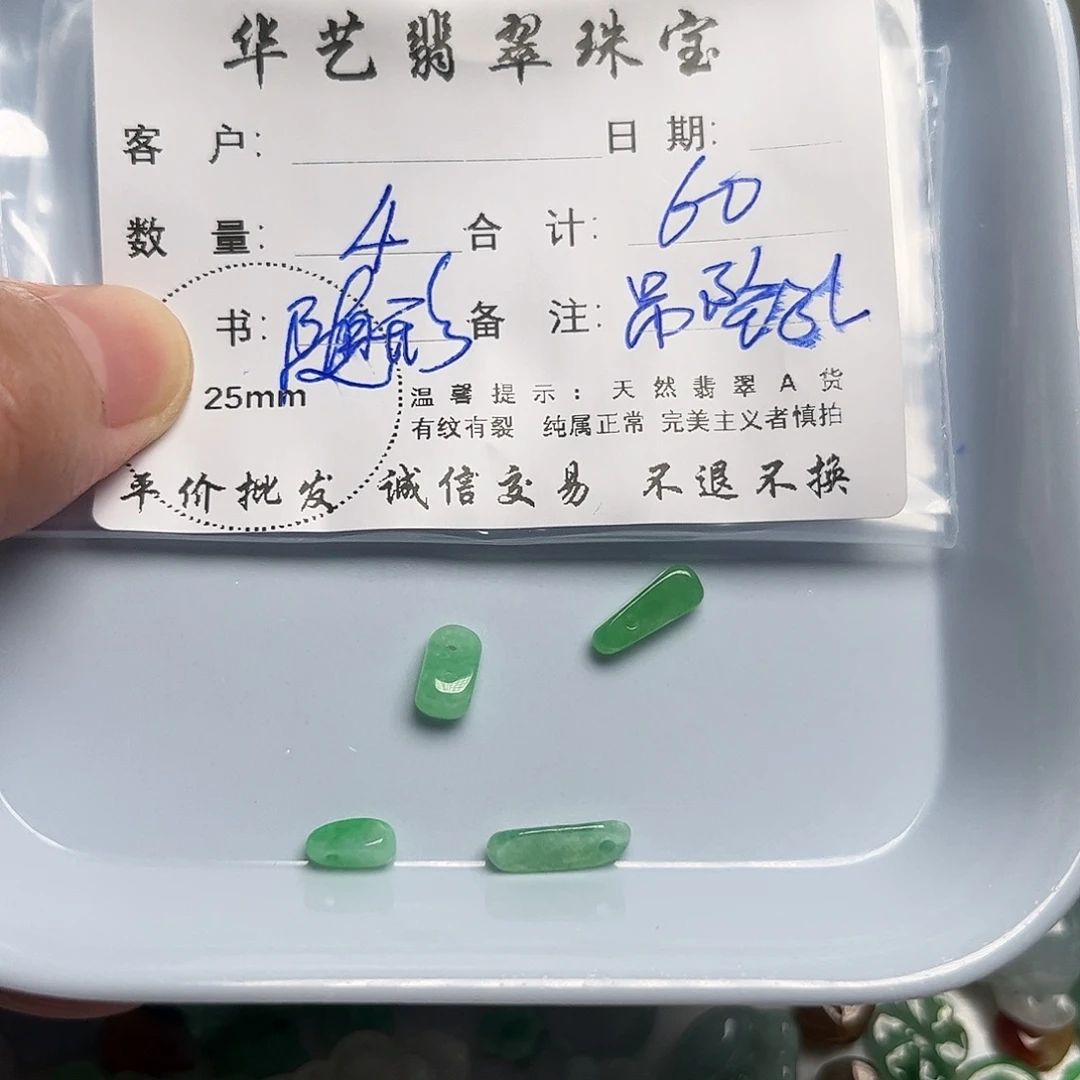 华艺翡翠珠宝
客 户: 日 期:
数 量: 4 合 计: 60
书: 随形 备 注: 吊
25mm 温馨提示:天然翡翠A货
有纹有裂 纯属正常 完美主义者慎拍
平价批发 诚信交易 不退不换